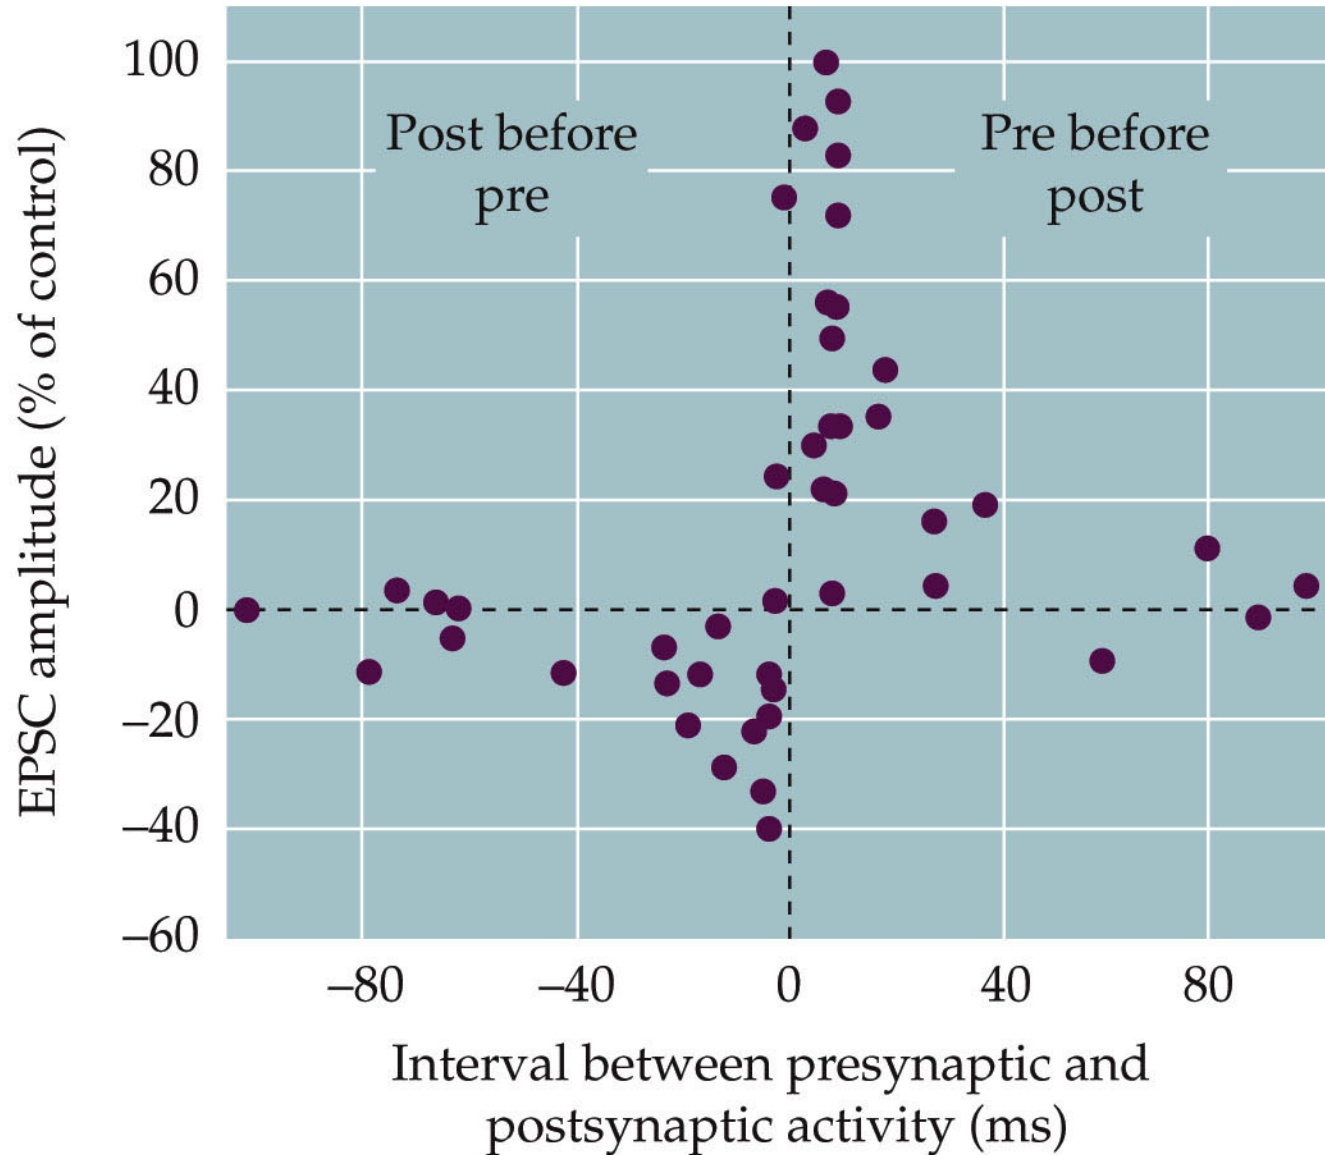 100
Post before
pre
Pre before
post
80
60
40
20
0
–20
–40
–60
EPSC amplitude (% of control)
–80 –40 0 40 80
Interval between presynaptic and
postsynaptic activity (ms)